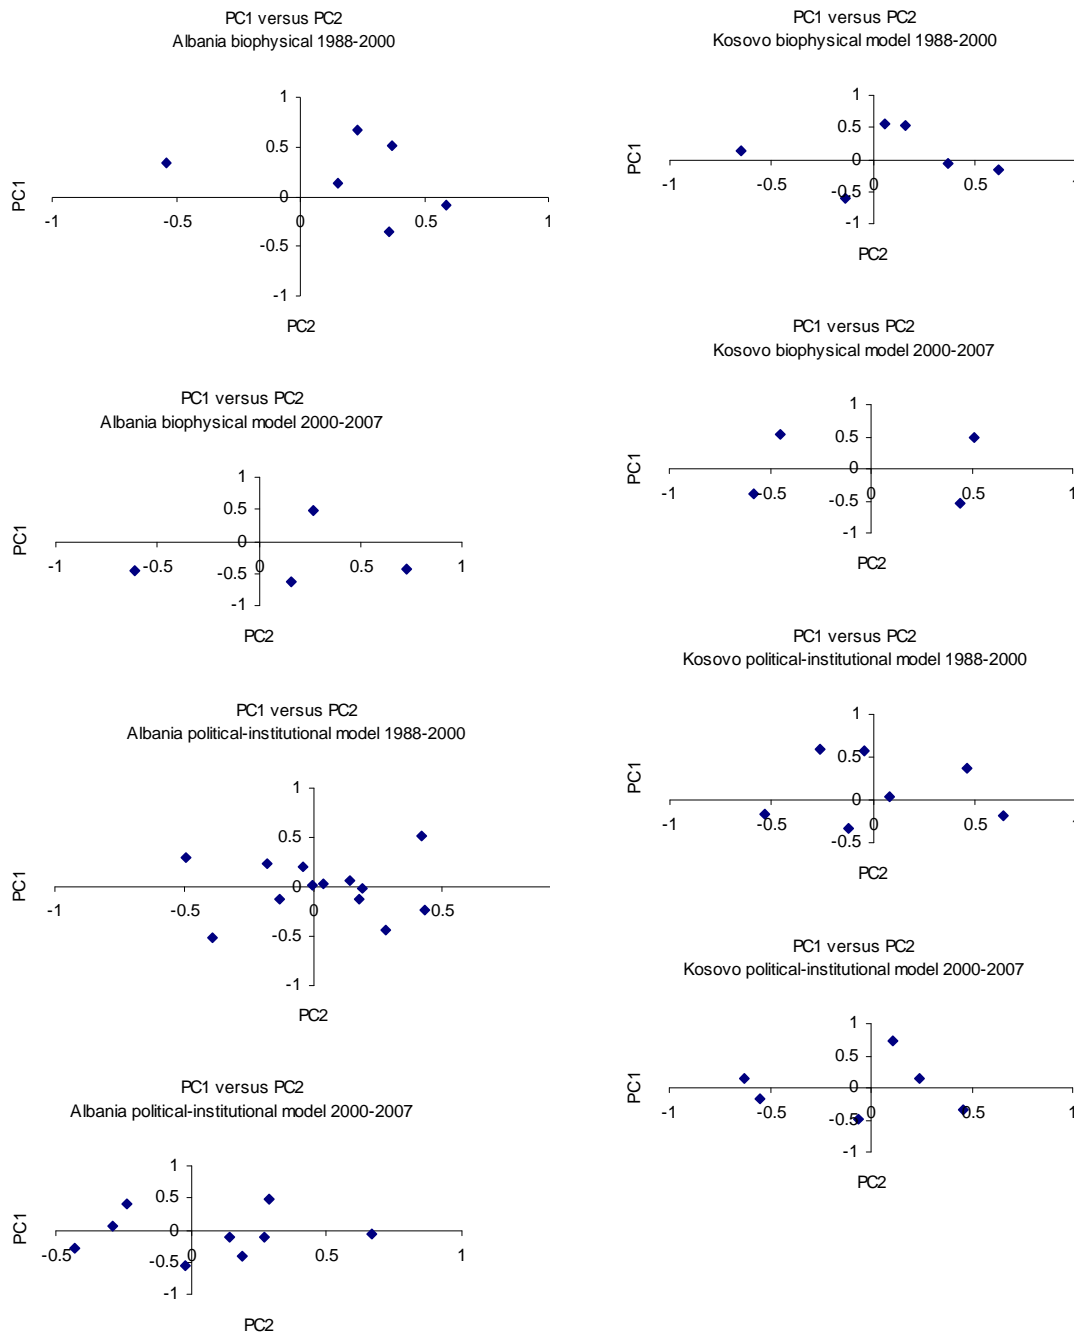 PC1 versus PC2
Albania biophysical 1988-2000
1
0.5
0
-0.5
-1
-1
-0.5
0
0.5
1
PC1
PC2
PC1 versus PC2
Albania biophysical model 2000-2007
1
0.5
0
-0.5
-1
-1
-0.5
0
0.5
1
PC1
PC2
PC1 versus PC2
Albania political-institutional model 1988-2000
1
0.5
0
-0.5
-1
-1
-0.5
0
0.5
PC1
PC2
PC1 versus PC2
Albania political-institutional model 2000-2007
1
0.5
0
-0.5
-1
-0.5
0
0.5
1
PC1
PC2
PC1 versus PC2
Kosovo biophysical model 1988-2000
1
0.5
0
-0.5
-1
-1
-0.5
0
0.5
1
PC1
PC2
PC1 versus PC2
Kosovo biophysical model 2000-2007
1
0.5
0
-0.5
-1
-1
-0.5
0
0.5
1
PC1
PC2
PC1 versus PC2
Kosovo political-institutional model 1988-2000
1
0.5
0
-0.5
-1
-0.5
0
0.5
1
PC1
PC2
PC1 versus PC2
Kosovo political-institutional model 2000-2007
1
0.5
0
-0.5
-1
-1
-0.5
0
0.5
1
PC1
PC2